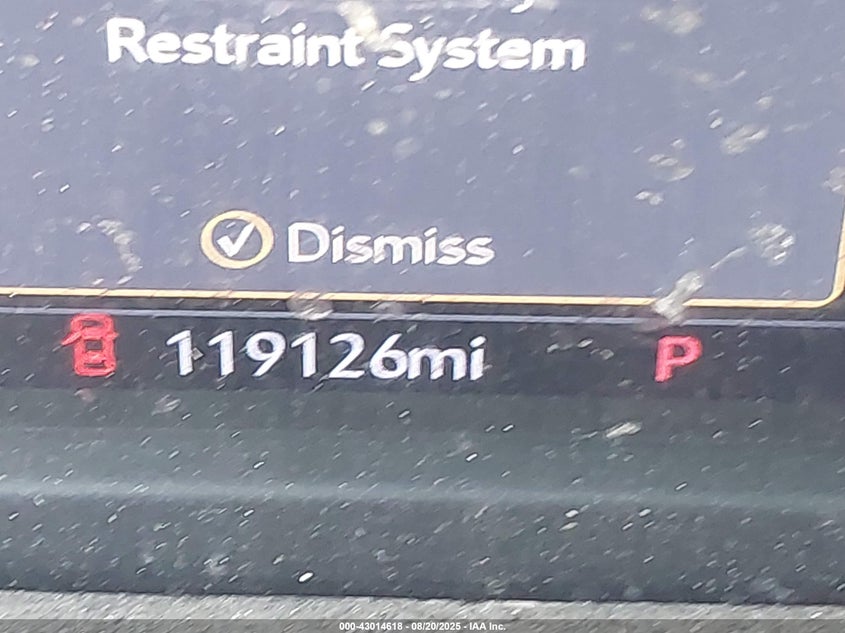 Restraint System
Dismiss
119126mi P
000-43014618 - 08/20/2025 - IAA Inc.